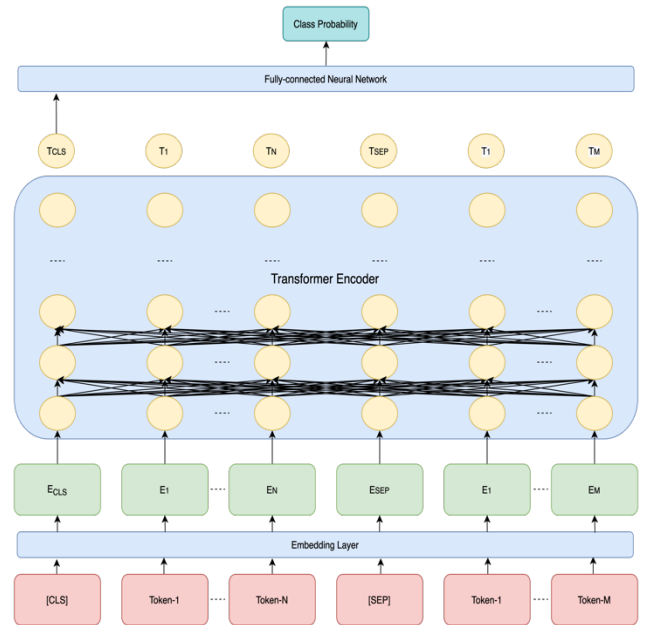 Class Probability
Fully-connected Neural Network
TCLS T1 TN TSEP T1 TM
Transformer Encoder
ECLS E1 EN ESEP E1 EM
Embedding Layer
[CLS] Token-1 Token-N [SEP] Token-1 Token-M